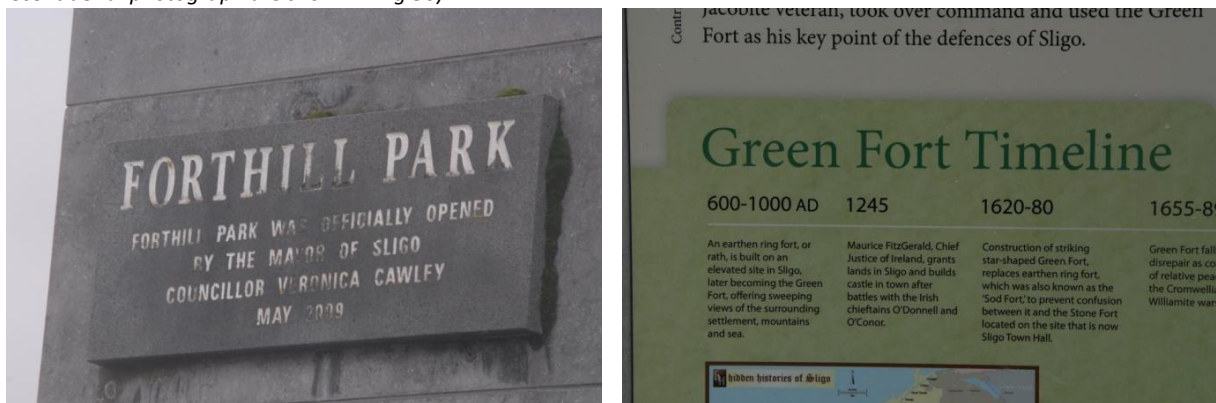 FORTHILL PARK
FORTHILL PARK WAS OFFICIALLY OPENED
BY THE MAYOR OF SLIGO
COUNCILLOR VERONICA CAWLEY
MAY 2009
Contr
Jacobite veteran, took over command and used the Green
Fort as his key point of the defences of Sligo.
Green Fort Timeline
600-1000 AD
An earthen ring fort, or
rath, is built on an
elevated site in Sligo,
later becoming the Green
Fort, offering sweeping
views of the surrounding
settlement, mountains
and sea.
1245
Maurice FitzGerald, Chief
Justice of Ireland, grants
lands in Sligo and builds
castle in town after
battles with the Irish
chieftains O'Donnell and
O'Conor.
1620-80
Construction of striking
star-shaped Green Fort,
replaces earthen ring fort,
which was also known as the
'Sod Fort,' to prevent confusion
between it and the Stone Fort
located on the site that is now
Sligo Town Hall.
1655-8
Green Fort fall
disrepair as co
of relative pea
the Cromwellia
Williamite war
hidden histories of Sligo